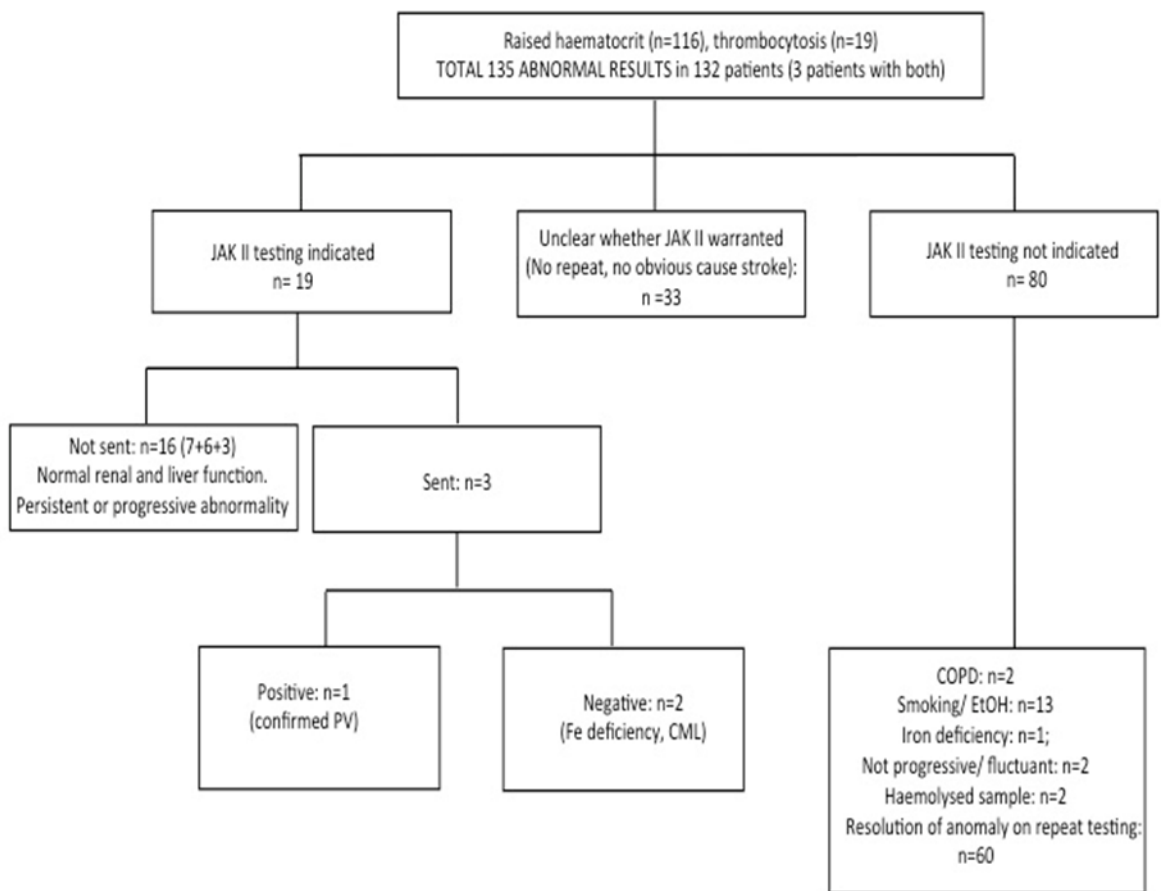 Raised haematocrit (n=116), thrombocytosis (n=19)
TOTAL 135 ABNORMAL RESULTS in 132 patients (3 patients with both)
JAK II testing indicated
n= 19
Unclear whether JAK II warranted
(No repeat, no obvious cause stroke):
n =33
JAK II testing not indicated
n= 80
Not sent: n=16 (7+6+3)
Normal renal and liver function.
Persistent or progressive abnormality
Sent: n=3
Positive: n=1
(confirmed PV)
Negative: n=2
(Fe deficiency, CML)
COPD: n=2
Smoking/ EtOH: n=13
Iron deficiency: n=1;
Not progressive/ fluctuant: n=2
Haemolysed sample: n=2
Resolution of anomaly on repeat testing:
n=60